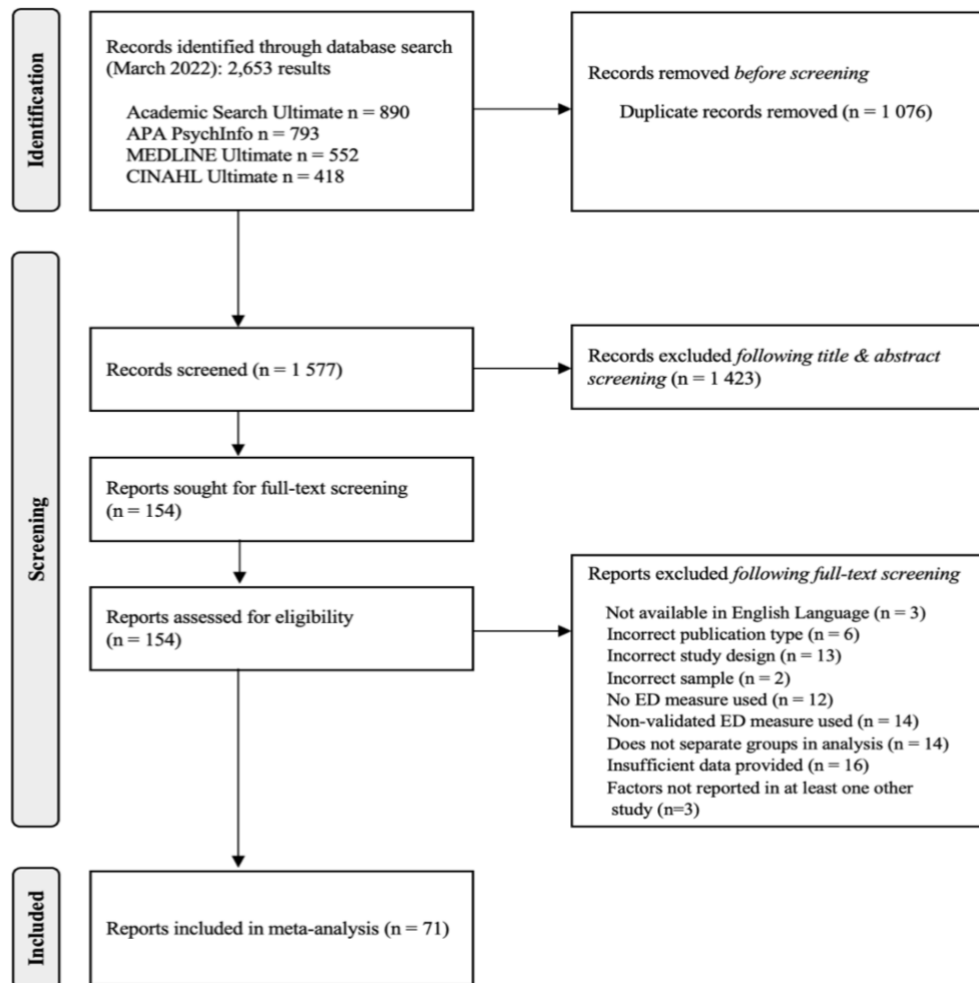 Identification
Records identified through database search
(March 2022): 2,653 results
Academic Search Ultimate n = 890
APA PsychInfo n = 793
MEDLINE Ultimate n = 552
CINAHL Ultimate n = 418
Records removed before screening
Duplicate records removed (n = 1 076)
Screening
Records screened (n = 1 577)
Records excluded following title & abstract
screening (n = 1 423)
Reports sought for full-text screening
(n = 154)
Reports assessed for eligibility
(n = 154)
Reports excluded following full-text screening
Not available in English Language (n = 3)
Incorrect publication type (n = 6)
Incorrect study design (n = 13)
Incorrect sample (n = 2)
No ED measure used (n = 12)
Non-validated ED measure used (n = 14)
Does not separate groups in analysis (n = 14)
Insufficient data provided (n = 16)
Factors not reported in at least one other
study (n=3)
Included
Reports included in meta-analysis (n = 71)